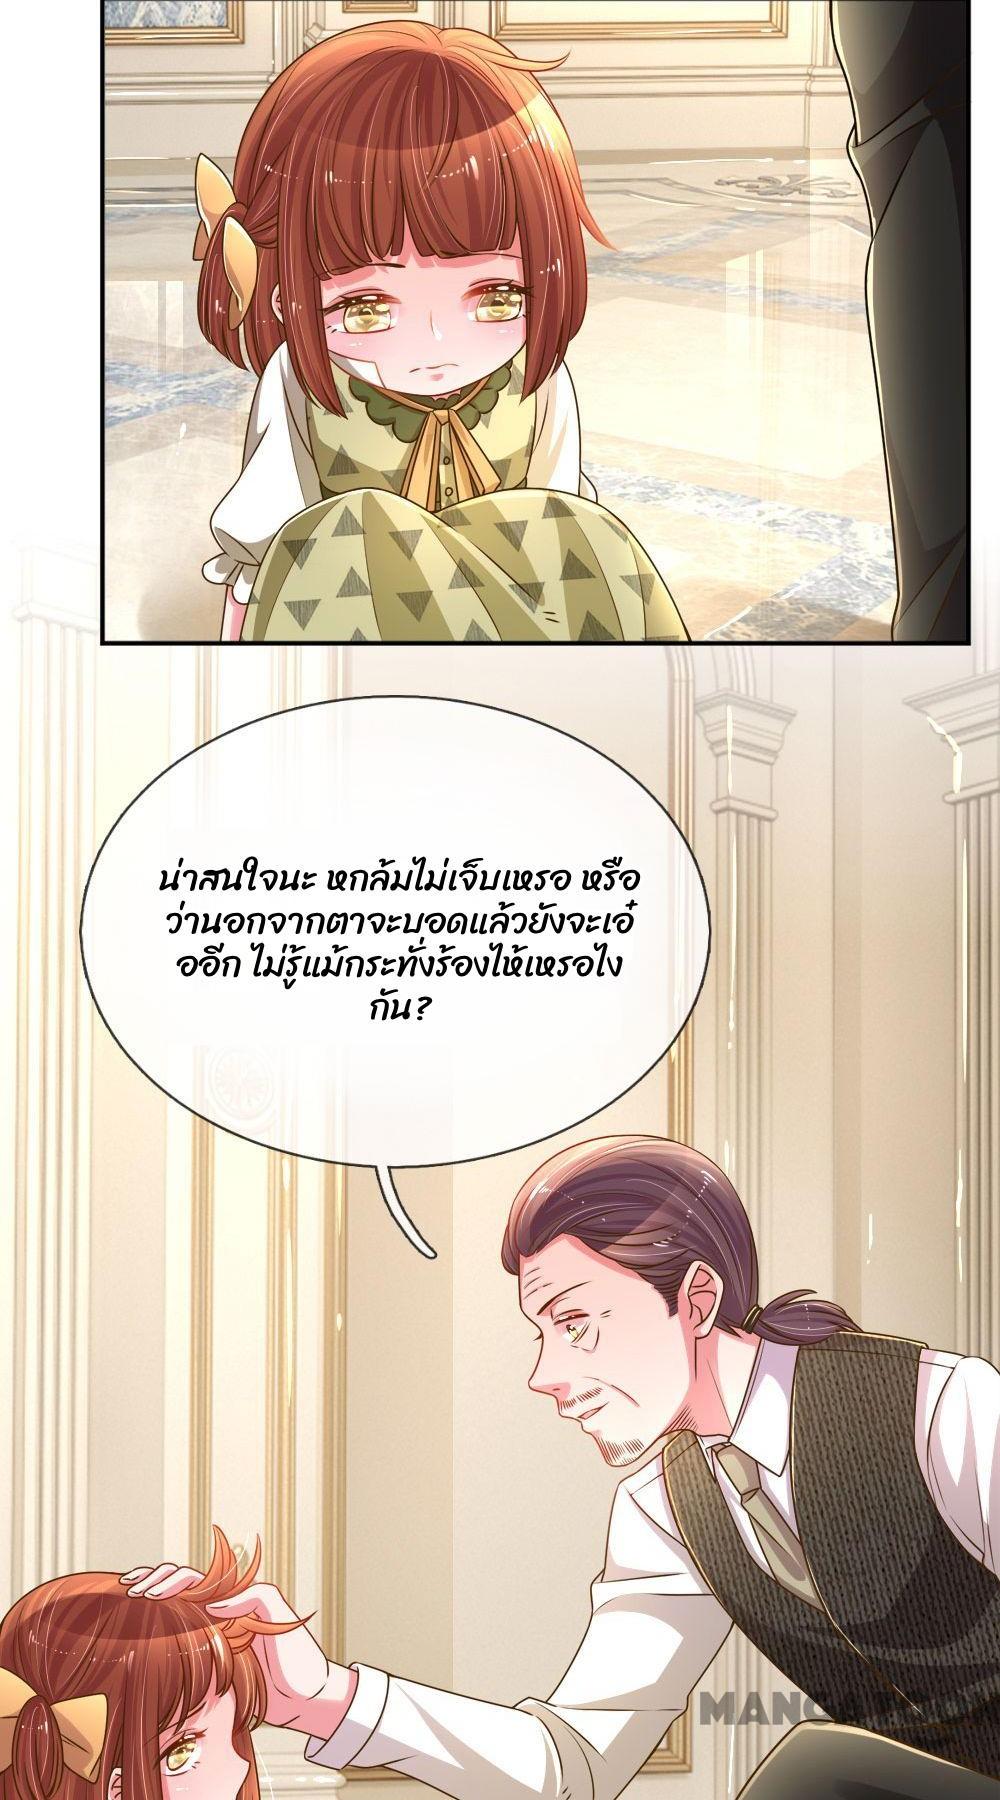 น่าสนใจนะ หกล้มไม่เจ็บเหรอ หรือ
ว่านอกจากตาจะบอดแล้วยังจะเอ๋
ออีก ไม่รู้แม้กระทั่งร้องไห้เหรอไง
กัน?